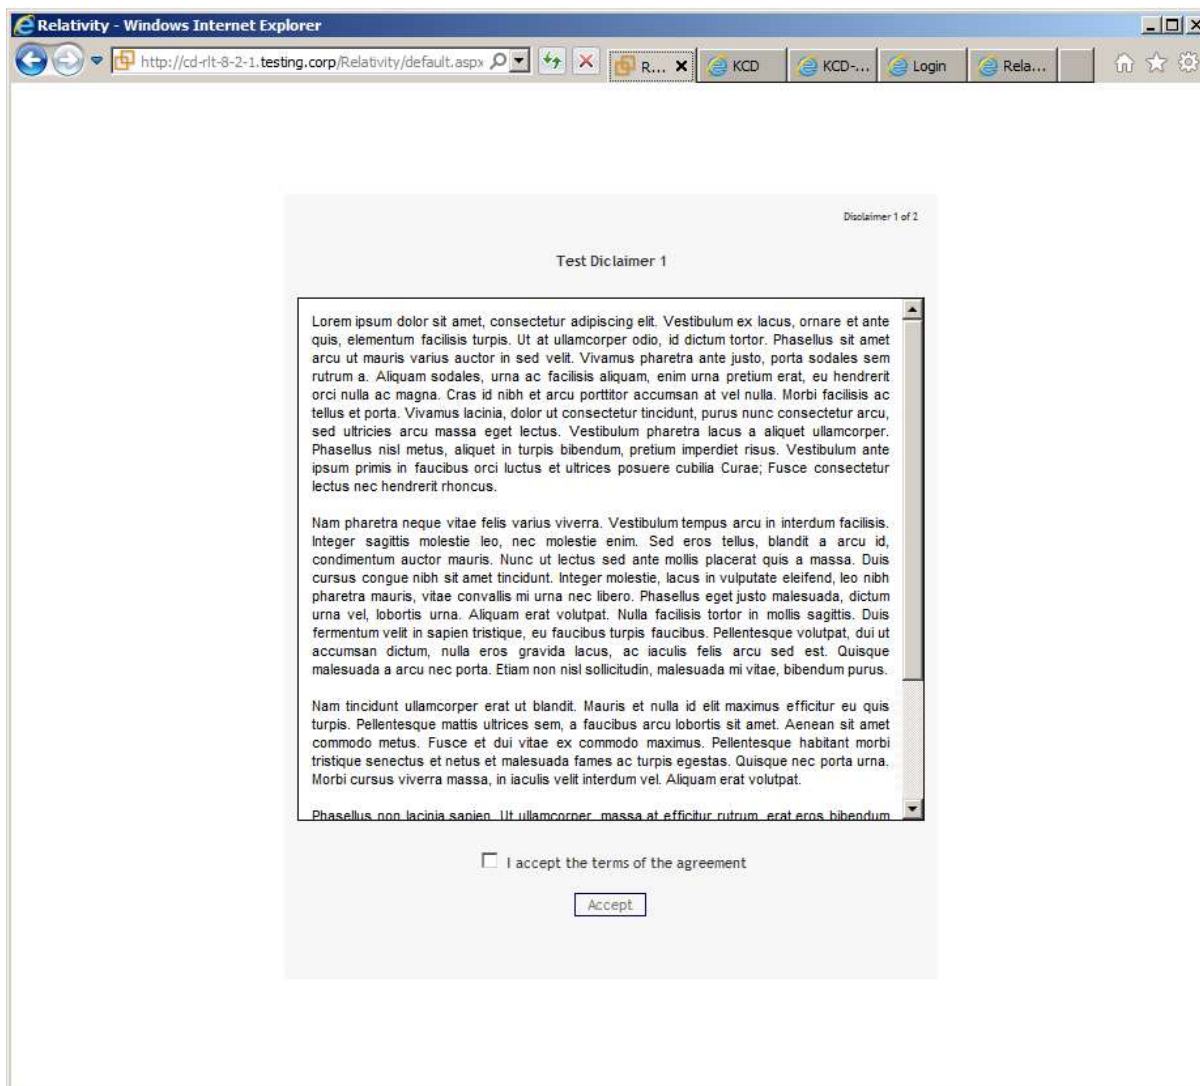 Relativity - Windows Internet Explorer
http://cd-rlt-8-2-1.testing.corp/Relativity/default.aspx
R... KCD KCD-... Login Rela...
Disclaimer 1 of 2
Test Diclaimer 1
Lorem ipsum dolor sit amet, consectetur adipiscing elit. Vestibulum ex lacus, ornare et ante
quis, elementum facilisis turpis. Ut at ullamcorper odio, id dictum tortor. Phasellus sit amet
arcu ut mauris varius auctor in sed velit. Vivamus pharetra ante justo, porta sodales sem
rutrum a. Aliquam sodales, urna ac facilisis aliquam, enim urna pretium erat, eu hendrerit
orci nulla ac magna. Cras id nibh et arcu porttitor accumsan at vel nulla. Morbi facilisis ac
tellus et porta. Vivamus lacinia, dolor ut consectetur tincidunt, purus nunc consectetur arcu,
sed ultricies arcu massa eget lectus. Vestibulum pharetra lacus a aliquet ullamcorper.
Phasellus nisl metus, aliquet in turpis bibendum, pretium imperdiet risus. Vestibulum ante
ipsum primis in faucibus orci luctus et ultrices posuere cubilia Curae; Fusce consectetur
lectus nec hendrerit rhoncus.
Nam pharetra neque vitae felis varius viverra. Vestibulum tempus arcu in interdum facilisis.
Integer sagittis molestie leo, nec molestie enim. Sed eros tellus, blandit a arcu id,
condimentum auctor mauris. Nunc ut lectus sed ante mollis placerat quis a massa. Duis
cursus congue nibh sit amet tincidunt. Integer molestie, lacus in vulputate eleifend, leo nibh
pharetra mauris, vitae convallis mi urna nec libero. Phasellus eget justo malesuada, dictum
urna vel, lobortis urna. Aliquam erat volutpat. Nulla facilisis tortor in mollis sagittis. Duis
fermentum velit in sapien tristique, eu faucibus turpis faucibus. Pellentesque volutpat, dui ut
accumsan dictum, nulla eros gravida lacus, ac iaculis felis arcu sed est. Quisque
malesuada a arcu nec porta. Etiam non nisl sollicitudin, malesuada mi vitae, bibendum purus.
Nam tincidunt ullamcorper erat ut blandit. Mauris et nulla id elit maximus efficitur eu quis
turpis. Pellentesque mattis ultrices sem, a faucibus arcu lobortis sit amet. Aenean sit amet
commodo metus. Fusce et dui vitae ex commodo maximus. Pellentesque habitant morbi
tristique senectus et netus et malesuada fames ac turpis egestas. Quisque nec porta urna.
Morbi cursus viverra massa, in iaculis velit interdum vel. Aliquam erat volutpat.
Phasellus non lacinia sapien. Ut ullamcorper, massa at efficitur rutrum, erat eros bibendum
I accept the terms of the agreement
Accept